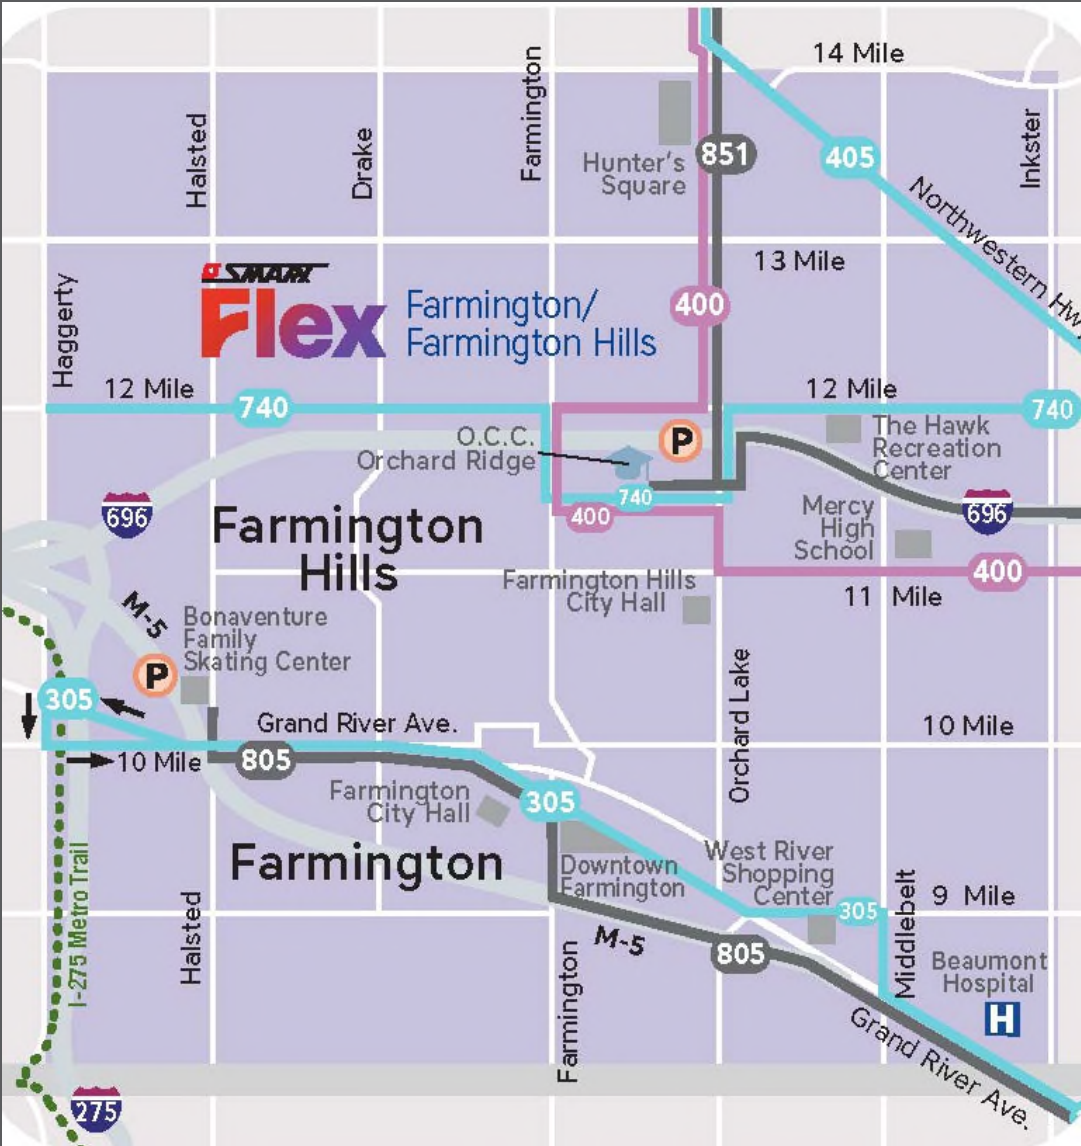 14 Mile
Farmington
Halsted
Drake
Inkster
Hunter's
Square
851
405
Northwestern Hwy
13 Mile
400
Haggerty
SMART
Flex
Farmington/
Farmington Hills
12 Mile
740
12 Mile
740
O.C.C.
Orchard Ridge
P
The Hawk
Recreation
Center
740
400
696
Farmington
Hills
Mercy
High
School
696
Farmington Hills
City Hall
400
11 Mile
M-5
Bonaventure
Family
Skating Center
P
305
Grand River Ave.
Orchard Lake
10 Mile
10 Mile
805
Farmington
City Hall
305
Farmington
Downtown
Farmington
West River
Shopping
Center
305
9 Mile
Middlebelt
I-275 Metro Trail
Halsted
Farmington
M-5
805
Beaumont
Hospital
H
Grand River Ave.
275